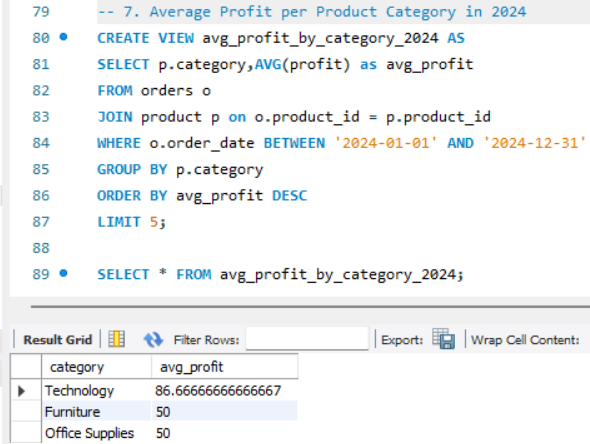 79 -- 7. Average Profit per Product Category in 2024
80 CREATE VIEW avg_profit_by_category_2024 AS
81 SELECT p.category,AVG(profit) as avg_profit
82 FROM orders o
83 JOIN product p on o.product_id = p.product_id
84 WHERE o.order_date BETWEEN '2024-01-01' AND '2024-12-31'
85 GROUP BY p.category
86 ORDER BY avg_profit DESC
87 LIMIT 5;
88
89 SELECT * FROM avg_profit_by_category_2024;
Result Grid Filter Rows: Export: Wrap Cell Content:
category avg_profit
Technology 86.66666666666667
Furniture 50
Office Supplies 50